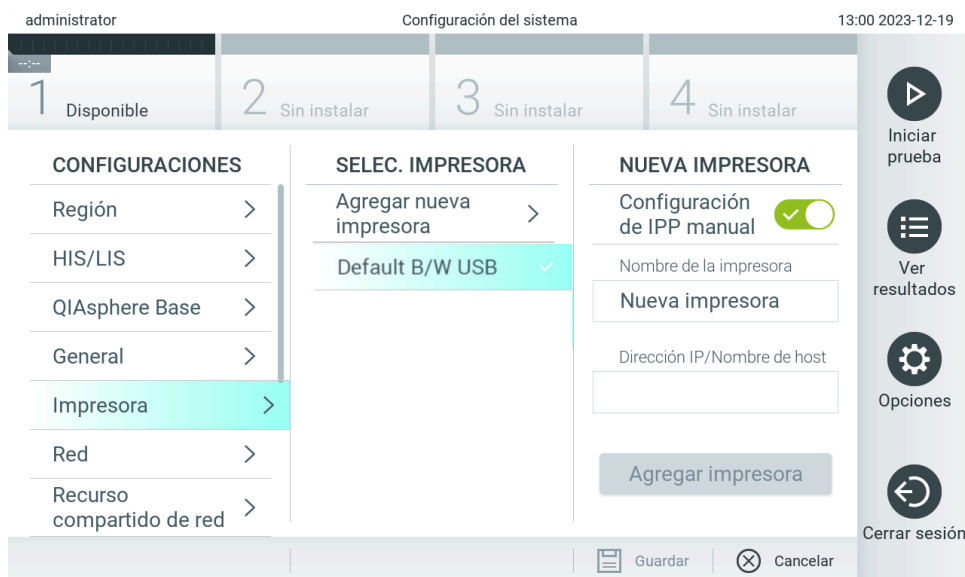 administrator
Configuración del sistema
13:00 2023-12-19
--:--
1 Disponible
2 Sin instalar
3 Sin instalar
4 Sin instalar
CONFIGURACIONES
Región
HIS/LIS
QIAsphere Base
General
Impresora
Red
Recurso
compartido de red
SELEC. IMPRESORA
Agregar nueva
impresora
Default B/W USB
NUEVA IMPRESORA
Configuración
de IPP manual
Nombre de la impresora
Nueva impresora
Dirección IP/Nombre de host
Agregar impresora
Guardar
Cancelar
Iniciar
prueba
Ver
resultados
Opciones
Cerrar sesión